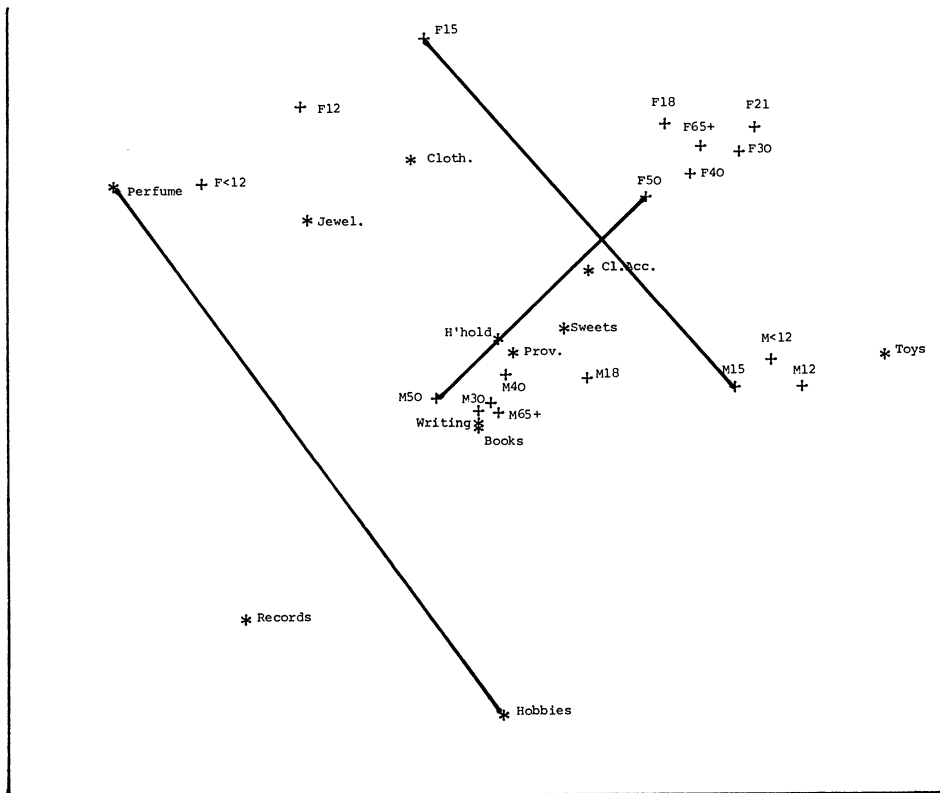 F15
F18
F21
F12
F65+
F30
Cloth.
F40
F<12
Perfume
F50
Jewel.
Cl.Acc.
H'hold
Sweets
M<12
Prov.
Toys
M15
M12
M18
M40
M50
M30
M65+
Writing
Books
Records
Hobbies